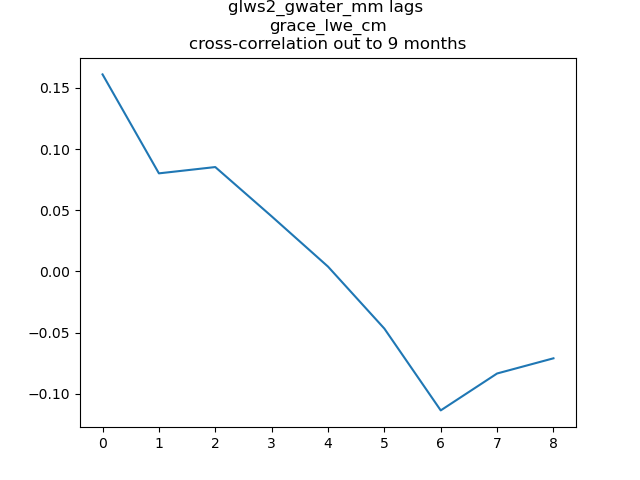 glws2_gwater_mm lags
grace_lwe_cm
cross-correlation out to 9 months
0.15
0.10
0.05
0.00
−0.05
−0.10
0 1 2 3 4 5 6 7 8